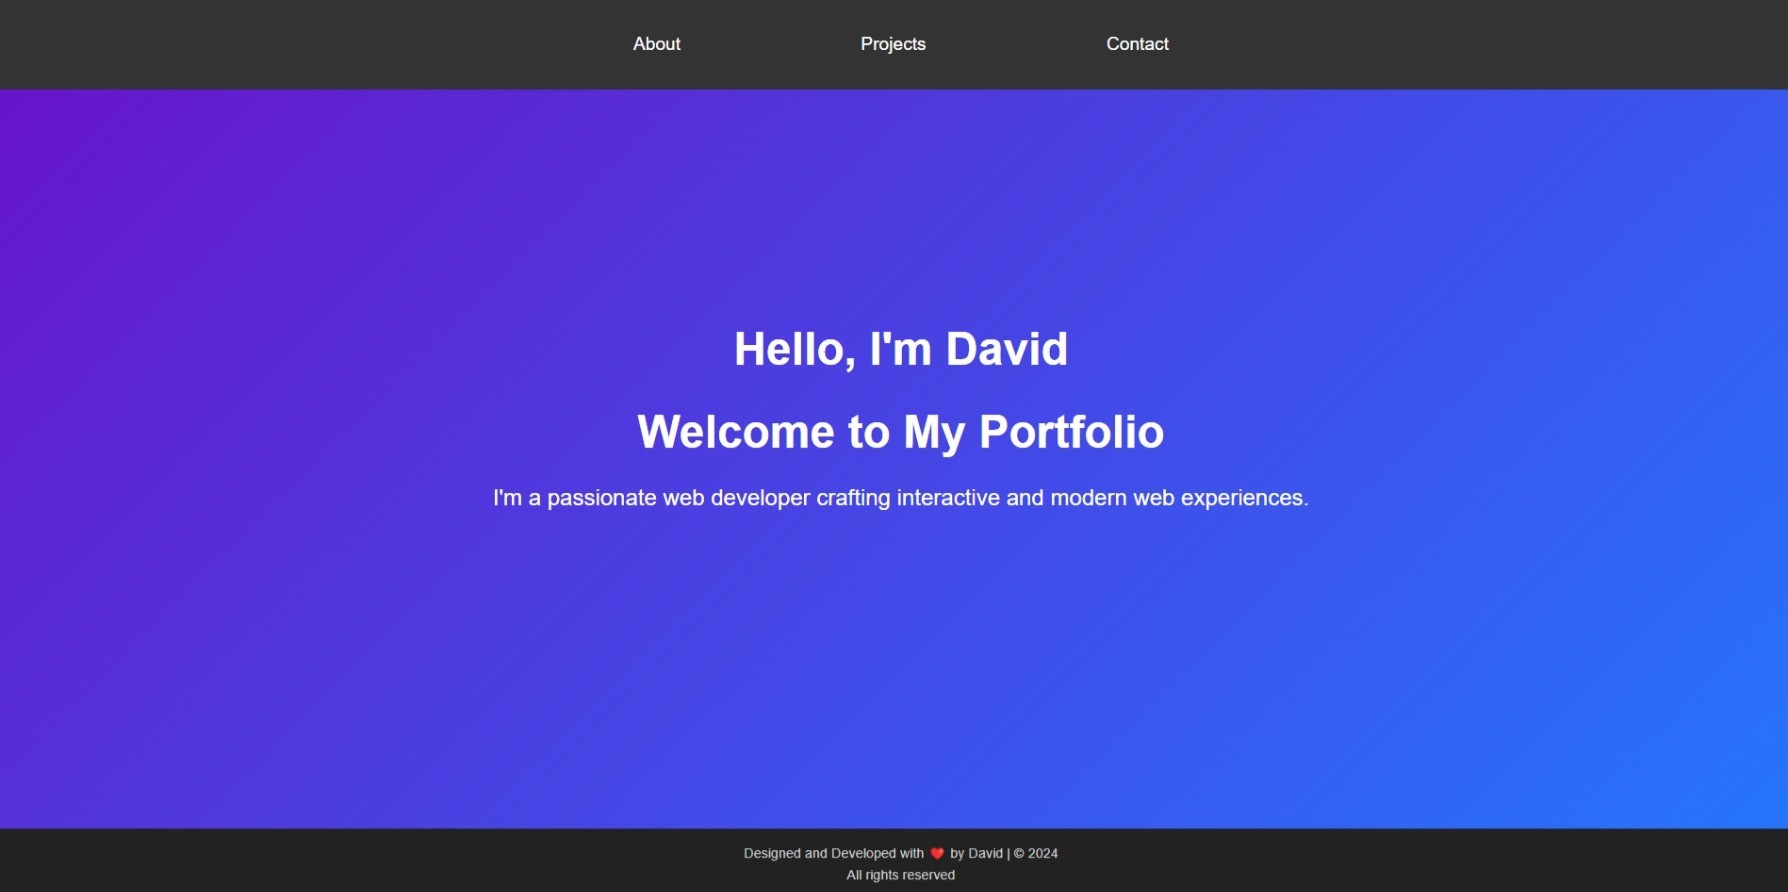 About Projects Contact
Hello, I'm David
Welcome to My Portfolio
I'm a passionate web developer crafting interactive and modern web experiences.
Designed and Developed with ❤️ by David | © 2024
All rights reserved